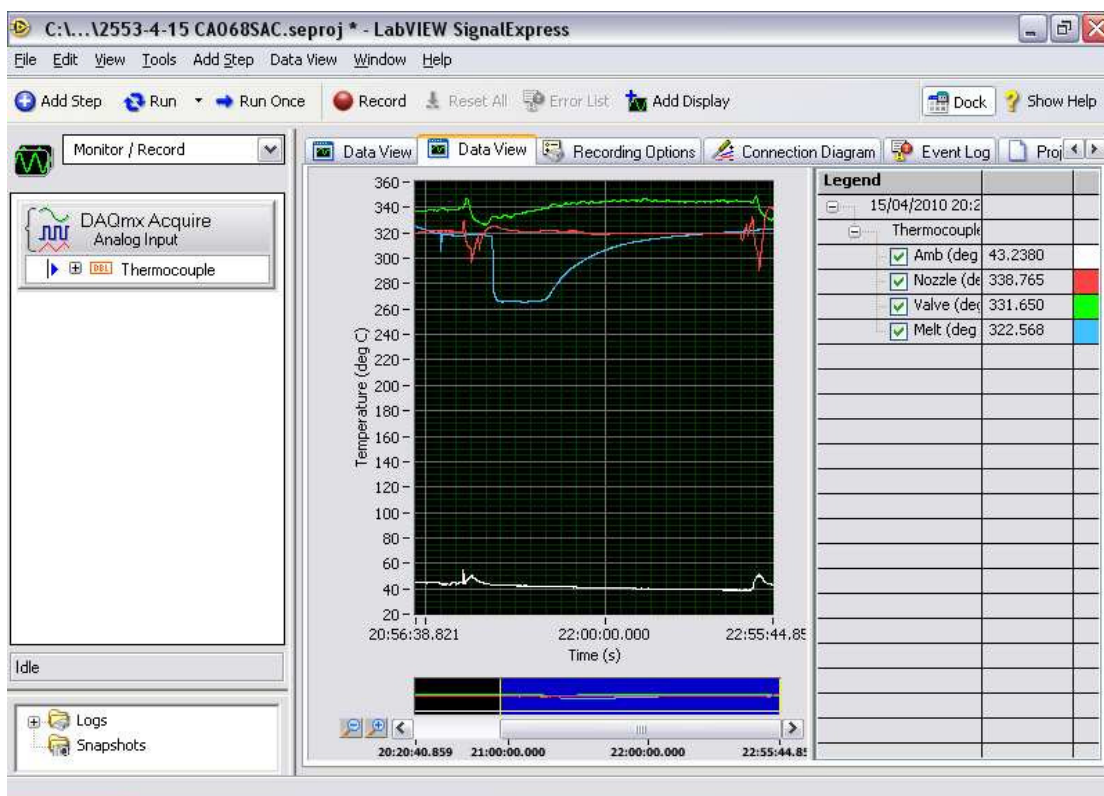 C:\...\2553-4-15 CA068SAC.seproj * - LabVIEW SignalExpress
File Edit View Tools Add Step Data View Window Help
Add Step Run Run Once Record Reset All Error List Add Display Dock Show Help
Monitor / Record
DAQmx Acquire
Analog Input
DBL Thermocouple
Idle
Logs
Snapshots
Data View Data View Recording Options Connection Diagram Event Log Proj
360
340
320
300
280
260
240
220
200
180
160
140
120
100
80
60
40
20
Temperature (deg C)
20:56:38.821 22:00:00.000 22:55:44.85
Time (s)
20:20:40.859 21:00:00.000 22:00:00.000 22:55:44.85
Legend
15/04/2010 20:2
Thermocouple
Amb (deg 43.2380
Nozzle (de 338.765
Valve (deg 331.650
Melt (deg 322.568